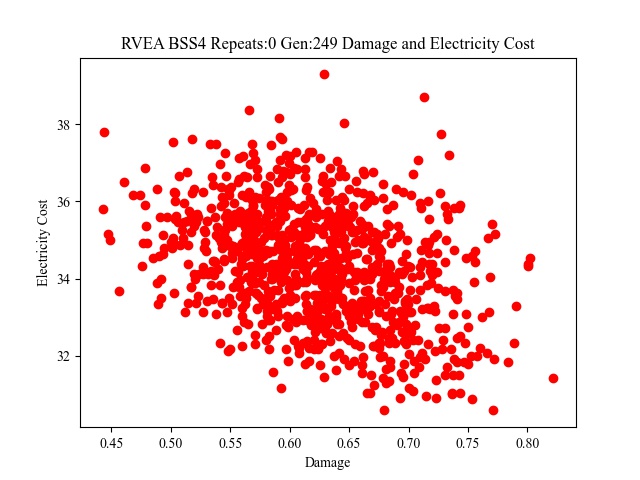 RVEA BSS4 Repeats:0 Gen:249 Damage and Electricity Cost
38
36
34
32
Electricity Cost
0.45 0.50 0.55 0.60 0.65 0.70 0.75 0.80
Damage